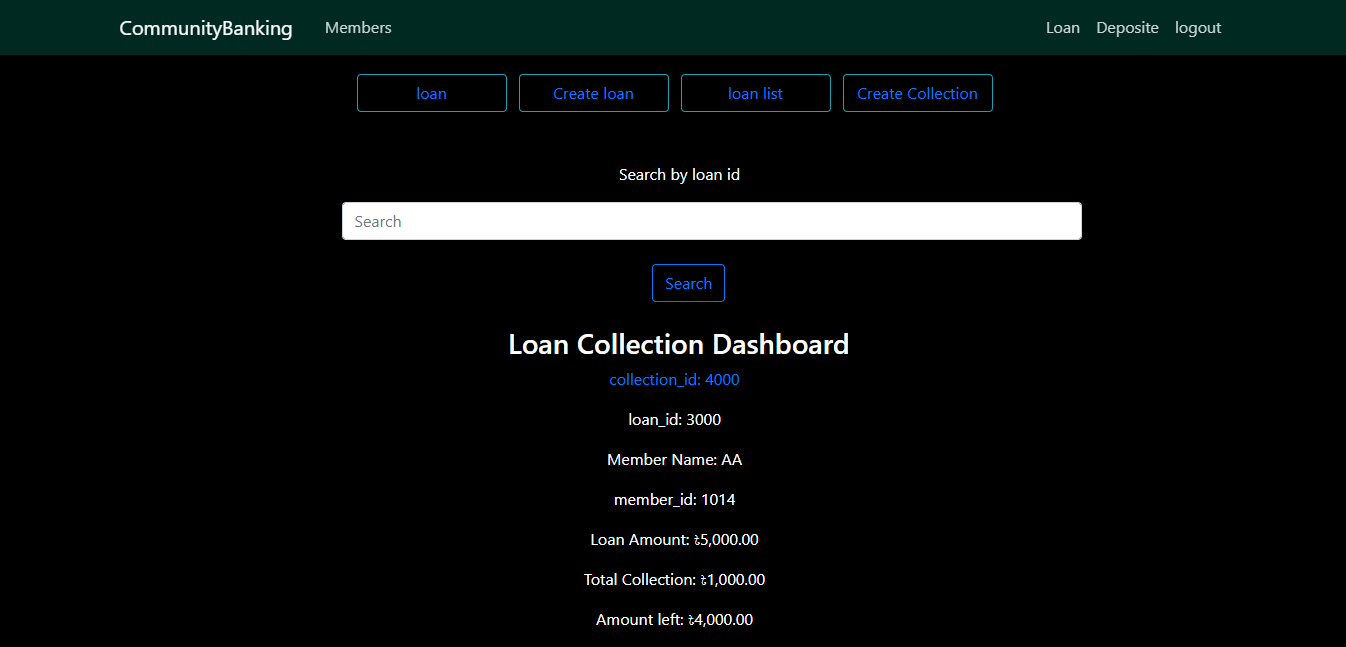 CommunityBanking Members Loan Deposite logout
loan Create loan loan list Create Collection
Search by loan id
Search
Search
Loan Collection Dashboard
collection_id: 4000
loan_id: 3000
Member Name: AA
member_id: 1014
Loan Amount: ৳5,000.00
Total Collection: ৳1,000.00
Amount left: ৳4,000.00